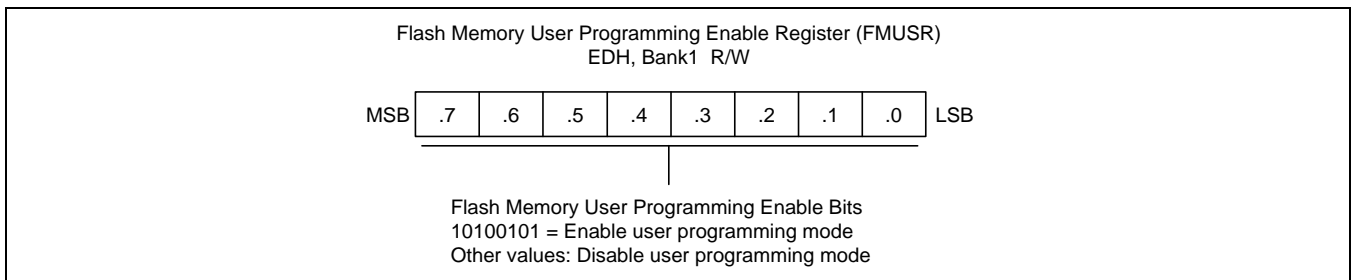 Flash Memory User Programming Enable Register (FMUSR)
EDH, Bank1 R/W
MSB .7 .6 .5 .4 .3 .2 .1 .0 LSB
Flash Memory User Programming Enable Bits
10100101 = Enable user programming mode
Other values: Disable user programming mode